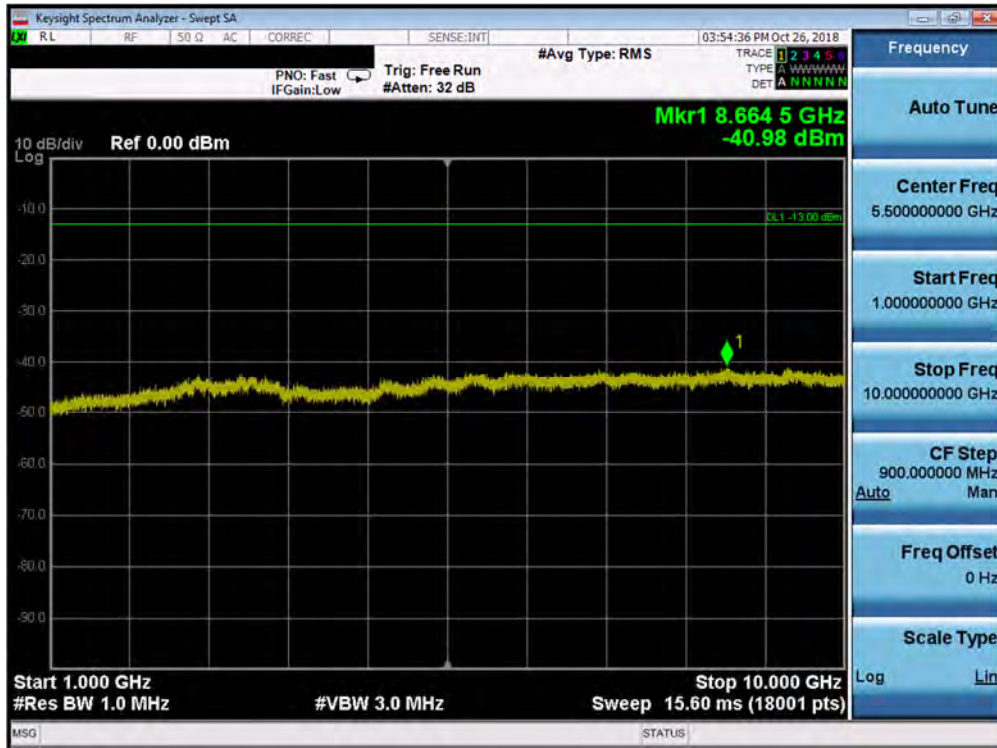 Keysight Spectrum Analyzer - Swept SA
LXI RL RF 50 Ω AC CORREC SENSE:INT 03:54:36 PM Oct 26, 2018
#Avg Type: RMS
TRACE 1 2 3 4 5 6
PNO: Fast Trig: Free Run TYPE A WWWWW
IFGain:Low #Atten: 32 dB DET A N N N N N
Mkr1 8.664 5 GHz
-40.98 dBm
10 dB/div Ref 0.00 dBm
Log
-10.0
DL1 -13.00 dBm
-20.0
-30.0
1
-40.0
-50.0
-60.0
-70.0
-80.0
-90.0
Start 1.000 GHz Stop 10.000 GHz
#Res BW 1.0 MHz #VBW 3.0 MHz Sweep 15.60 ms (18001 pts)
MSG STATUS
Frequency
Auto Tune
Center Freq
5.500000000 GHz
Start Freq
1.000000000 GHz
Stop Freq
10.000000000 GHz
CF Step
900.000000 MHz
Auto Man
Freq Offset
0 Hz
Scale Type
Log Lin